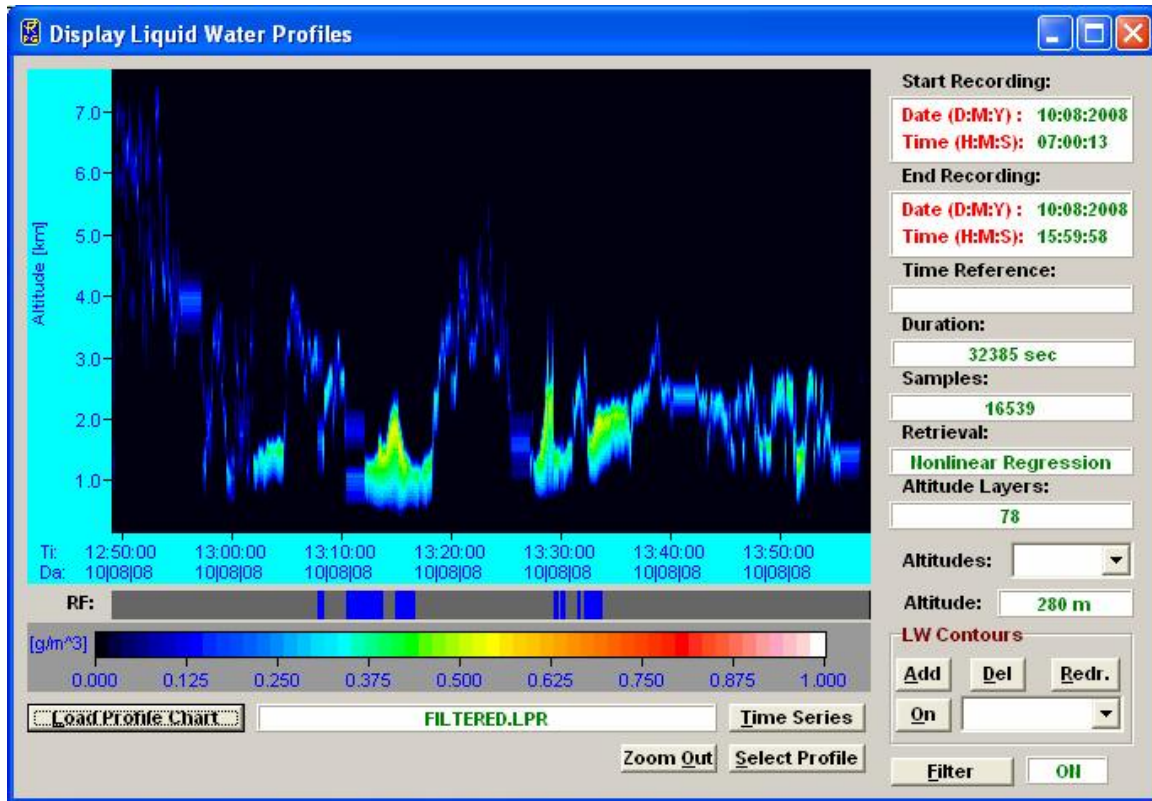 Display Liquid Water Profiles
Altitude [km]
7.0
6.0
5.0
4.0
3.0
2.0
1.0
Ti: 12:50:00 13:00:00 13:10:00 13:20:00 13:30:00 13:40:00 13:50:00
Da: 10|08|08 10|08|08 10|08|08 10|08|08 10|08|08 10|08|08 10|08|08
RF:
[g/m^3]
0.000 0.125 0.250 0.375 0.500 0.625 0.750 0.875 1.000
Load Profile Chart FILTERED.LPR Time Series
Zoom Out Select Profile
Start Recording:
Date (D:M:Y) : 10:08:2008
Time (H:M:S): 07:00:13
End Recording:
Date (D:M:Y) : 10:08:2008
Time (H:M:S): 15:59:58
Time Reference:
Duration:
32385 sec
Samples:
16539
Retrieval:
Nonlinear Regression
Altitude Layers:
78
Altitudes:
Altitude: 280 m
LW Contours
Add Del Redr.
On
Filter ON